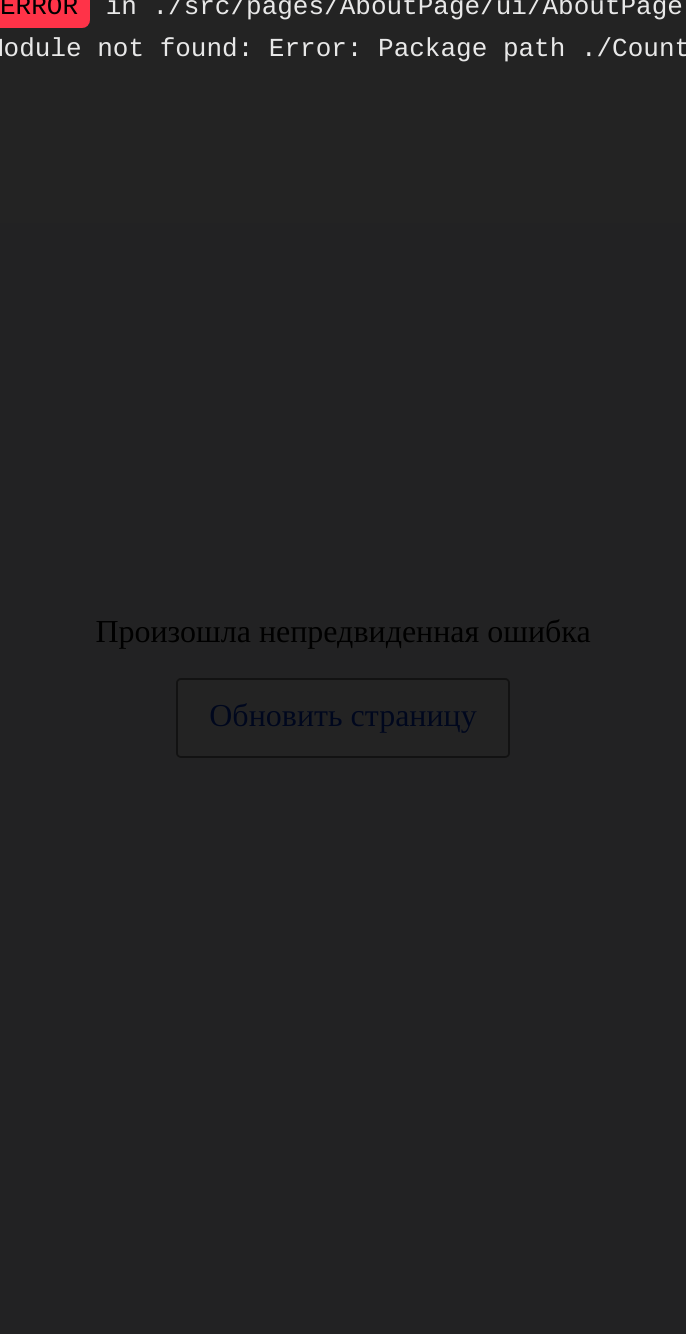 ERROR in ./src/pages/AboutPage/ui/AboutPage
Module not found: Error: Package path ./Count
Произошла непредвиденная ошибка
Обновить страницу